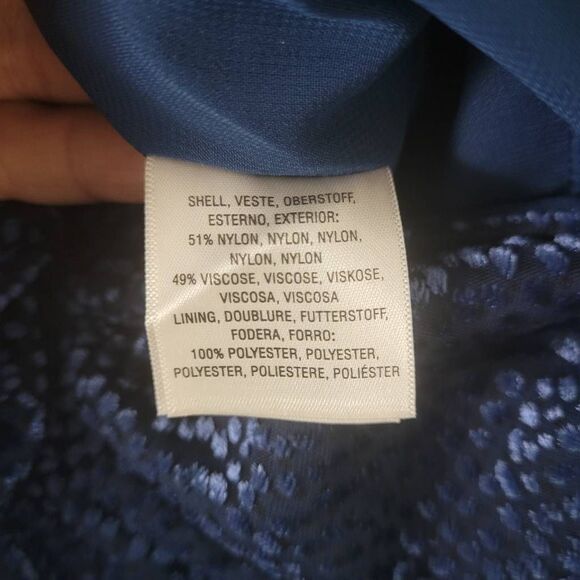 SHELL, VESTE, OBERSTOFF,
ESTERNO, EXTERIOR:
51% NYLON, NYLON, NYLON,
NYLON, NYLON
49% VISCOSE, VISCOSE, VISKOSE,
VISCOSA, VISCOSA
LINING, DOUBLURE, FUTTERSTOFF,
FODERA, FORRO:
100% POLYESTER, POLYESTER,
POLYESTER, POLIESTERE, POLIÉSTER